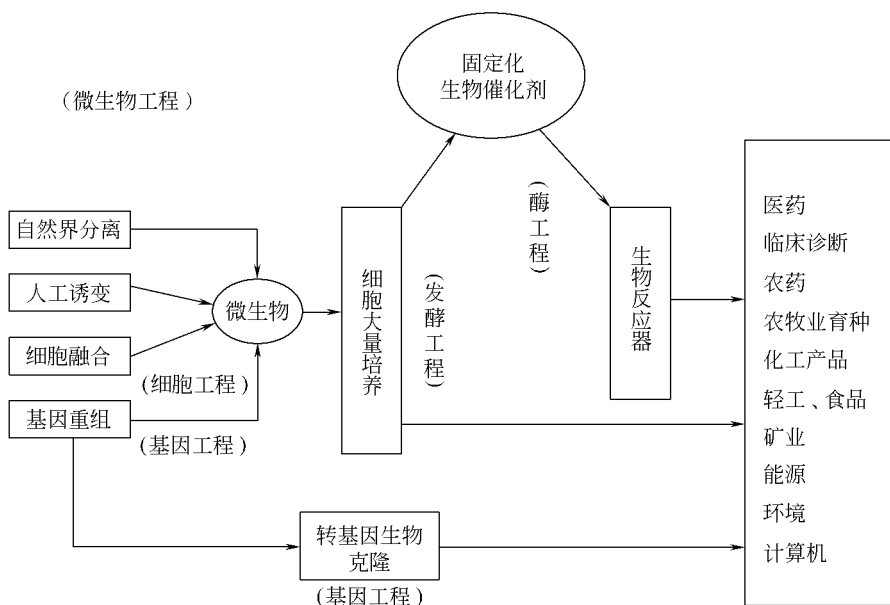 固定化
生物催化剂
（微生物工程）
自然界分离
人工诱变
细胞融合
基因重组
微生物
(细胞工程)
(基因工程)
细胞大量培养
(发酵工程)
(酶工程)
生物反应器
转基因生物
克隆
(基因工程)
医药
临床诊断
农药
农牧业育种
化工产品
轻工、食品
矿业
能源
环境
计算机